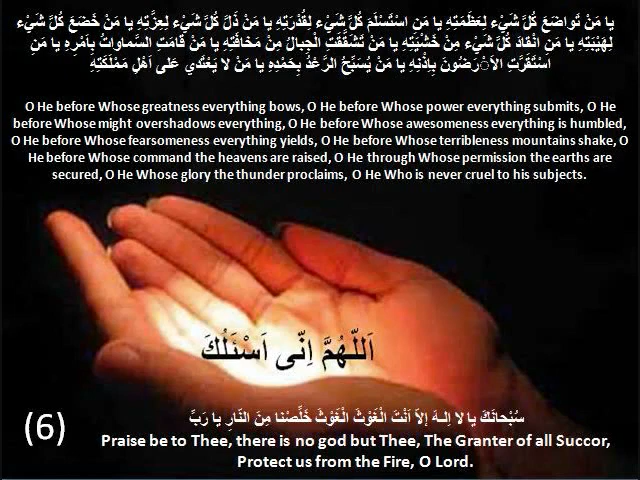 يا مَنْ تَواضَعَ كُلُّ شَيْءٍ لِعَظَمَتِهِ يا مَنِ اسْتَسْلَمَ كُلُّ شَيْءٍ لِقُدْرَتِهِ يا مَنْ ذَلَّ كُلُّ شَيْءٍ لِعِزَّتِهِ يا مَنْ خَضَعَ كُلُّ شَيْءٍ
لِهَيْبَتِهِ يا مَنِ انْقادَ كُلُّ شَيْءٍ مِنْ خَشْيَتِهِ يا مَنْ تَشَقَّقَتِ الْجِبالُ مِنْ مَخافَتِهِ يا مَنْ قامَتِ السَّماواتُ بِاَمْرِهِ يا مَنِ
اسْتَقَرَّتِ الاَْرَضُونَ بِاِذْنِهِ يا مَنْ يُسَبِّحُ الرَّعْدُ بِحَمْدِهِ يا مَنْ لا يَعْتَدي عَلى اَهْلِ مَمْلَكَتِهِ
O He before Whose greatness everything bows, O He before Whose power everything submits, O He
before Whose might overshadows everything, O He before Whose awesomeness everything is humbled,
O He before Whose fearsomeness everything yields, O He before Whose terribleness mountains shake, O
He before Whose command the heavens are raised, O He through Whose permission the earths are
secured, O He Whose glory the thunder proclaims, O He Who is never cruel to his subjects.
اَللّهُمَّ اِنّى اَسْئَلُكَ
سُبْحانَكَ يا لا اِلـهَ إلاّ اَنْتَ الْغَوْثَ الْغَوْثَ خَلِّصْنا مِنَ النّارِ يا رَبِّ
(6)
Praise be to Thee, there is no god but Thee, The Granter of all Succor,
Protect us from the Fire, O Lord.